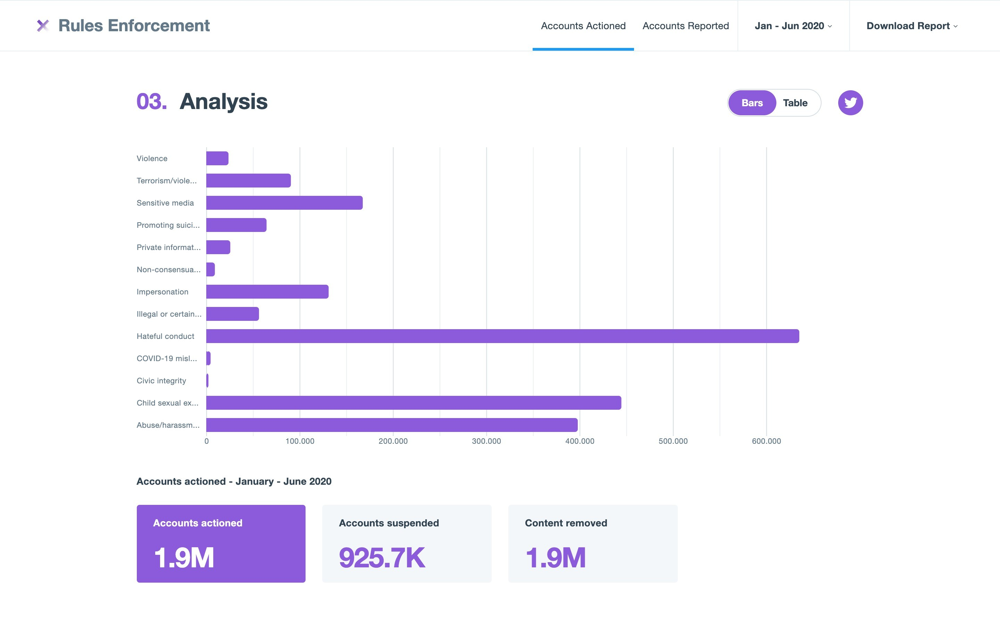 Rules Enforcement
Accounts Actioned
Accounts Reported
Jan - Jun 2020
Download Report
03. Analysis
Bars
Table
Violence
Terrorism/viole...
Sensitive media
Promoting suici...
Private informat...
Non-consensua...
Impersonation
Illegal or certain...
Hateful conduct
COVID-19 misl...
Civic integrity
Child sexual ex...
Abuse/harassm...
0 100.000 200.000 300.000 400.000 500.000 600.000
Accounts actioned - January - June 2020
Accounts actioned
1.9M
Accounts suspended
925.7K
Content removed
1.9M